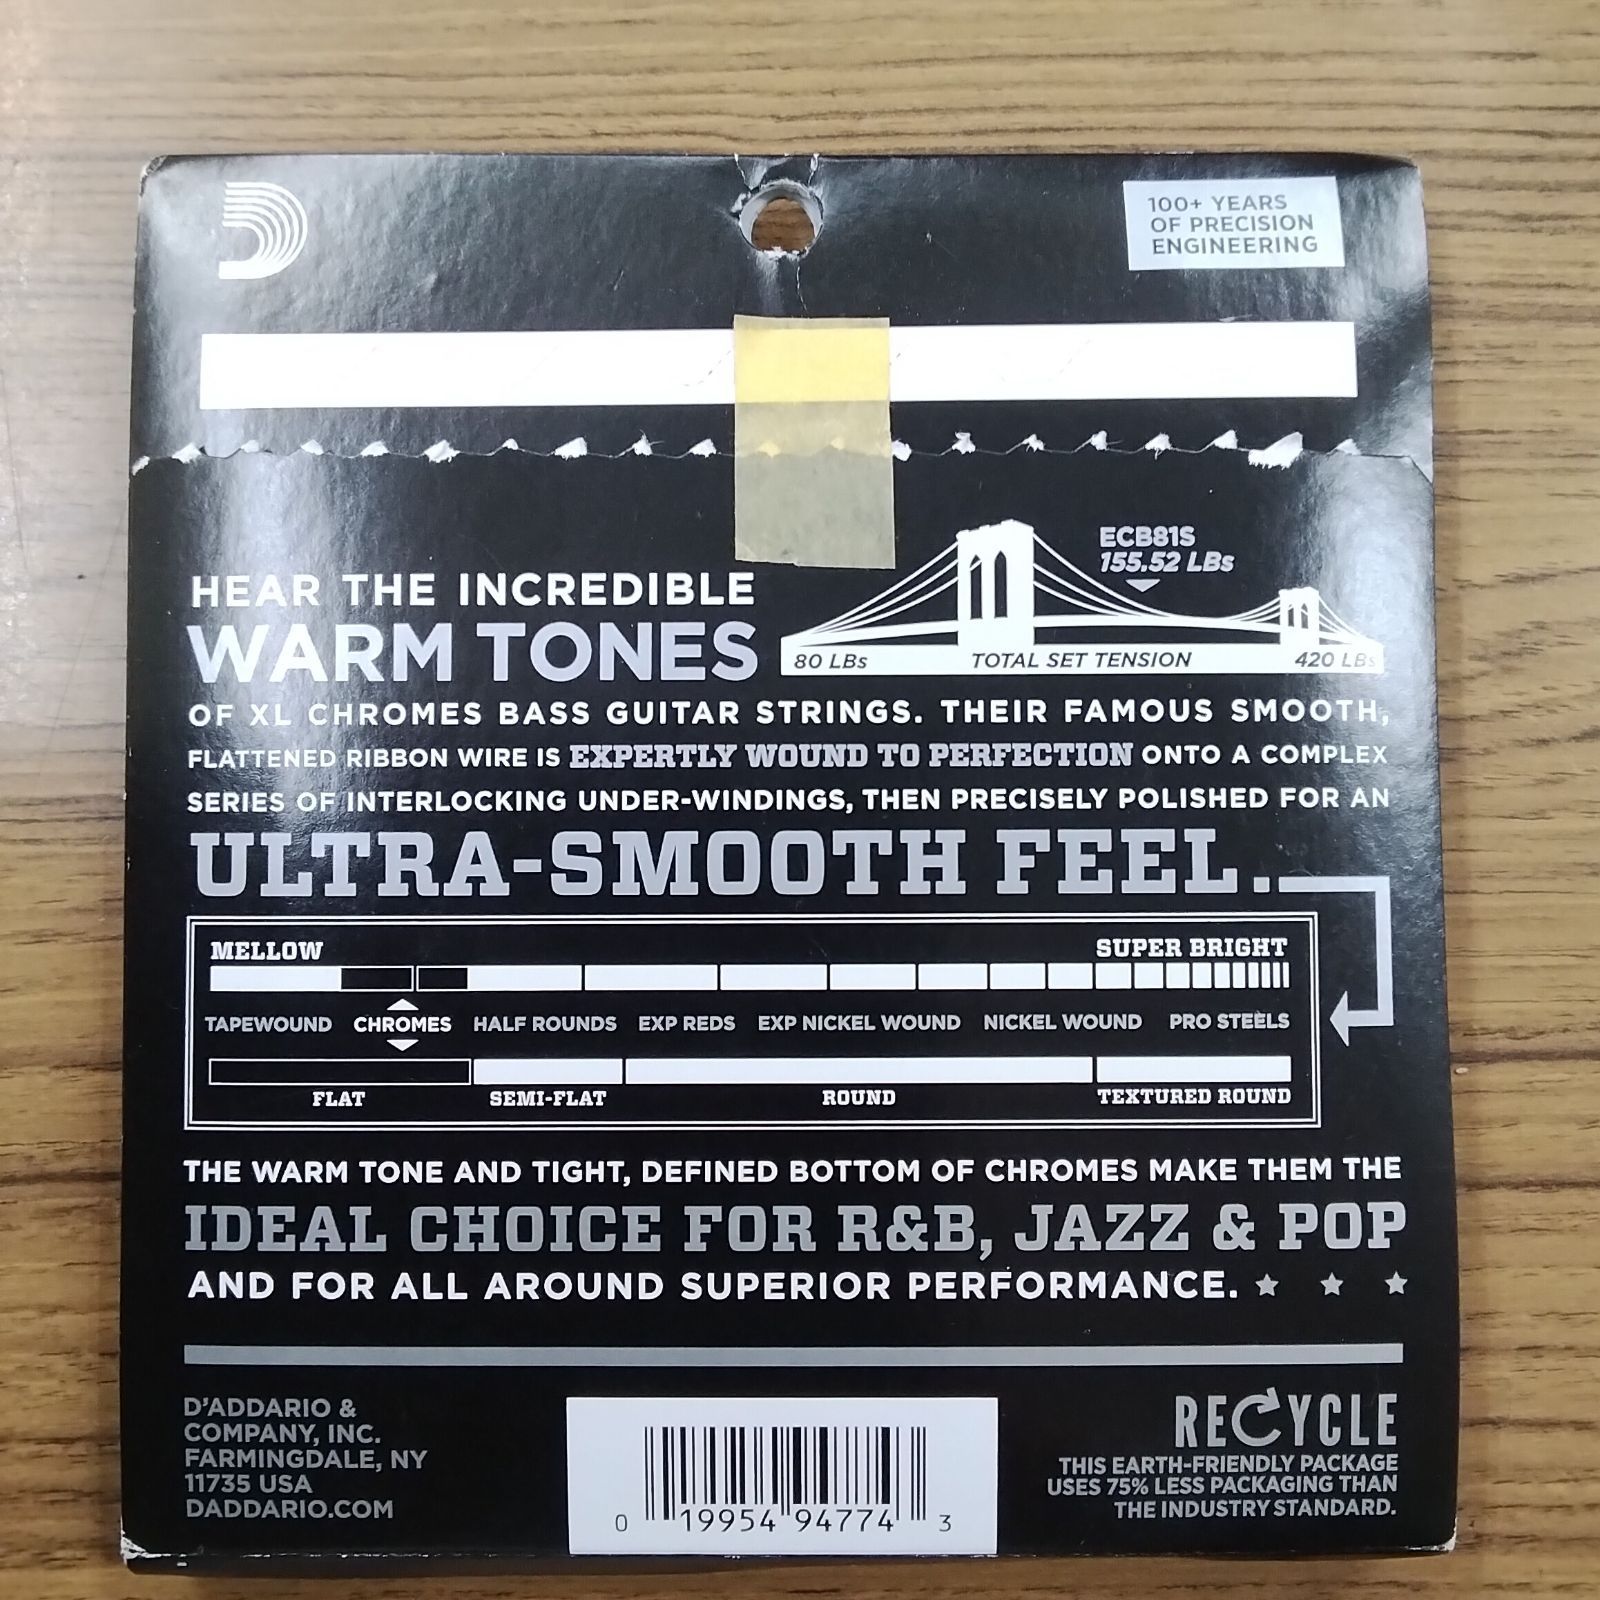 100+ YEARS
OF PRECISION
ENGINEERING
ECB81S
155.52 LBs
80 LBs TOTAL SET TENSION 420 LBs
HEAR THE INCREDIBLE
WARM TONES
OF XL CHROMES BASS GUITAR STRINGS. THEIR FAMOUS SMOOTH,
FLATTENED RIBBON WIRE IS EXPERTLY WOUND TO PERFECTION ONTO A COMPLEX
SERIES OF INTERLOCKING UNDER-WINDINGS, THEN PRECISELY POLISHED FOR AN
ULTRA-SMOOTH FEEL.
MELLOW SUPER BRIGHT
TAPEWOUND CHROMES HALF ROUNDS EXP REDS EXP NICKEL WOUND NICKEL WOUND PRO STEELS
FLAT SEMI-FLAT ROUND TEXTURED ROUND
THE WARM TONE AND TIGHT, DEFINED BOTTOM OF CHROMES MAKE THEM THE
IDEAL CHOICE FOR R&B, JAZZ & POP
AND FOR ALL AROUND SUPERIOR PERFORMANCE.
D'ADDARIO &
COMPANY, INC.
FARMINGDALE, NY
11735 USA
DADDARIO.COM
0 19954 94774 3
RECYCLE
THIS EARTH-FRIENDLY PACKAGE
USES 75% LESS PACKAGING THAN
THE INDUSTRY STANDARD.